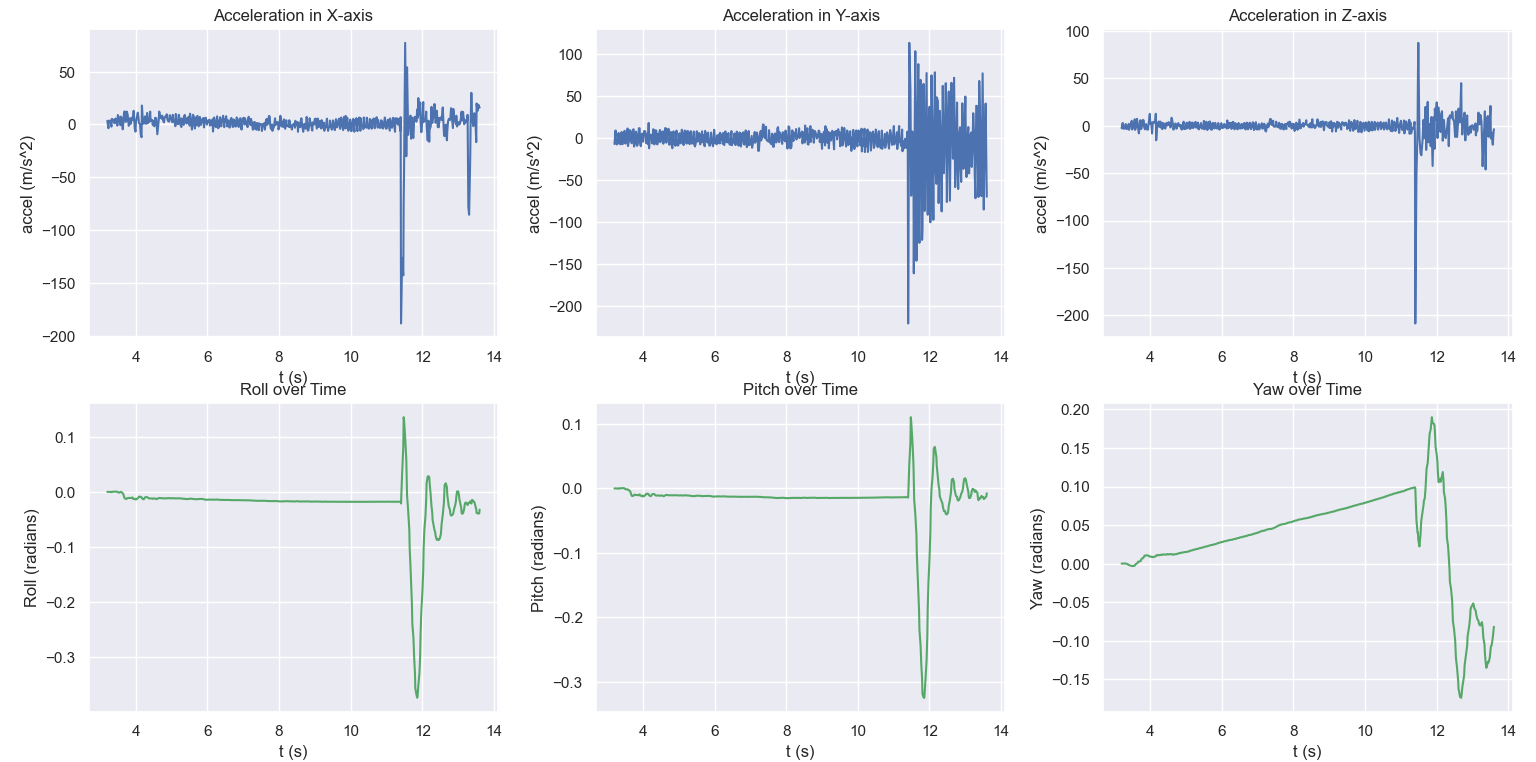 Acceleration in X-axis
accel (m/s^2)
50
0
−50
−100
−150
−200
4 6 8 10 12 14
t (s)
Acceleration in Y-axis
accel (m/s^2)
100
50
0
−50
−100
−150
−200
4 6 8 10 12 14
t (s)
Acceleration in Z-axis
accel (m/s^2)
100
50
0
−50
−100
−150
−200
4 6 8 10 12 14
t (s)
Roll over Time
Roll (radians)
0.1
0.0
−0.1
−0.2
−0.3
4 6 8 10 12 14
t (s)
Pitch over Time
Pitch (radians)
0.1
0.0
−0.1
−0.2
−0.3
4 6 8 10 12 14
t (s)
Yaw over Time
Yaw (radians)
0.20
0.15
0.10
0.05
0.00
−0.05
−0.10
−0.15
4 6 8 10 12 14
t (s)